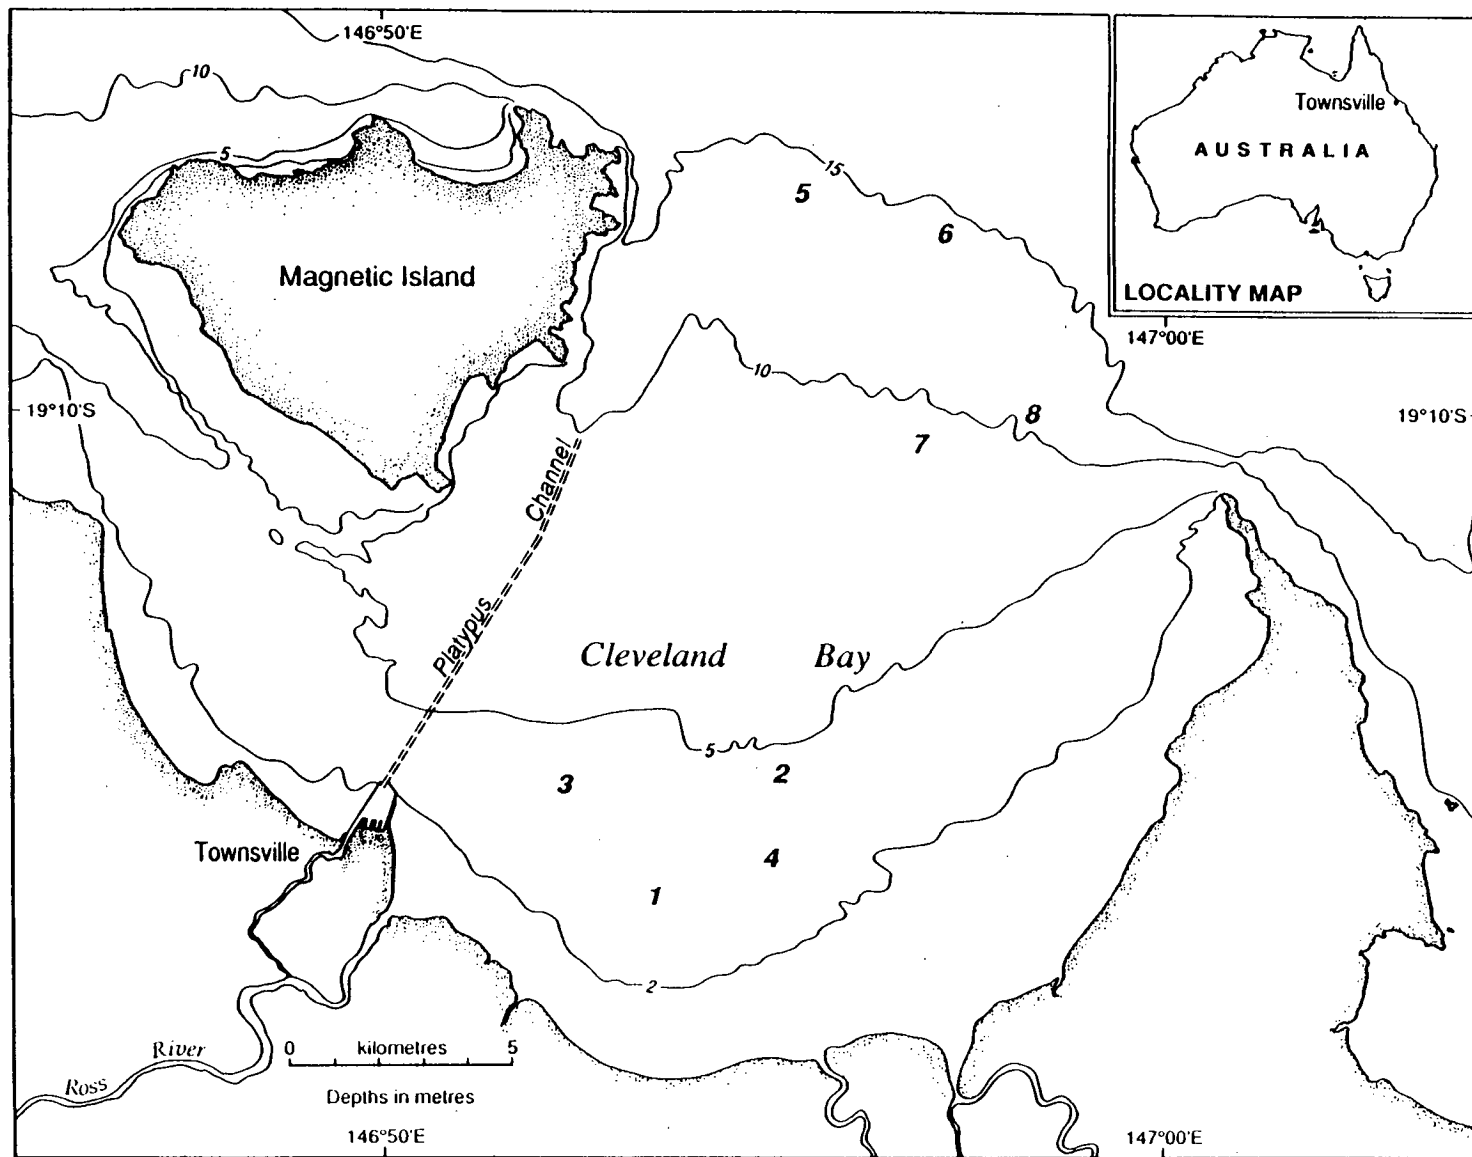 146°50'E
10
5
15
5
6
Townsville
AUSTRALIA
LOCALITY MAP
147°00'E
Magnetic Island
10
19°10'S
8
19°10'S
7
Channel
Platypus
Cleveland Bay
5
2
3
4
Townsville
4
1
2
River
Ross
0 kilometres 5
Depths in metres
146°50'E
147°00'E